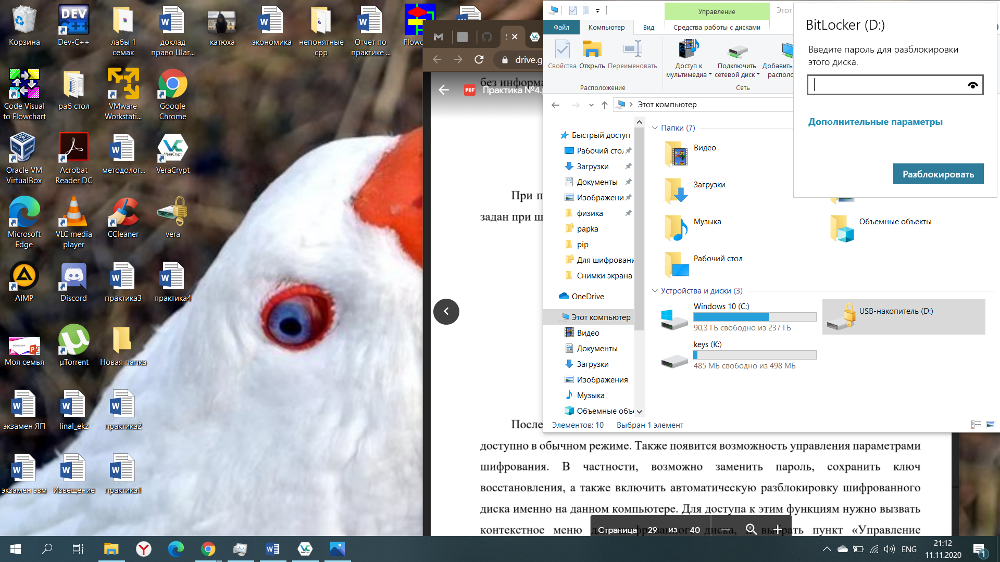 Корзина
Dev-C++
лабы 1
семак
доклад
право Шаг...
катюха
экономика
непонятные
cpp
Отчет по
практике ...
Code Visual
to Flowchart
раб стол
VMware
Workstati...
Google
Chrome
Oracle VM
VirtualBox
Acrobat
Reader DC
методолог...
VeraCrypt
Microsoft
Edge
VLC media
player
CCleaner
vera
AIMP
Discord
практика3
практика4
Моя семья
µTorrent
Новая папка
экзамен ЯП
linal_ekz
практика2
экзамен эвм
Извещение
практика1
drive.g
без информа
PDF
Практика №4.
При п
задан при ш
После
доступно в обычном режиме. Также появится возможность управления параметрами
шифрования. В частности, возможно заменить пароль, сохранить ключ
восстановления, а также включить автоматическую разблокировку шифрованного
диска именно на данном компьютере. Для доступа к этим функциям нужно вызвать
контекстное меню диска, выбрать пункт «Управление
Страница 29 из 40
Управление
Этот
Файл
Компьютер
Вид
Средства работы с дисками
Свойства
Открыть
Переименовать
Доступ к
мультимедиа
Подключить
сетевой диск
Добавить
располо
Расположение
Сеть
Этот компьютер
Быстрый доступ
Рабочий стол
Загрузки
Документы
Изображени
физика
papka
pip
Для шифровани
Снимки экрана
OneDrive
Этот компьютер
Видео
Документы
Загрузки
Изображения
Музыка
Объемные объ
Папки (7)
Видео
Загрузки
Музыка
Объемные объекты
Рабочий стол
Устройства и диски (3)
Windows 10 (C:)
90,3 ГБ свободно из 237 ГБ
USB-накопитель (D:)
keys (K:)
485 МБ свободно из 498 МБ
Элементов: 10
Выбран 1 элемент
BitLocker (D:)
Введите пароль для разблокировки
этого диска.
Дополнительные параметры
Разблокировать
ENG
21:12
11.11.2020
1